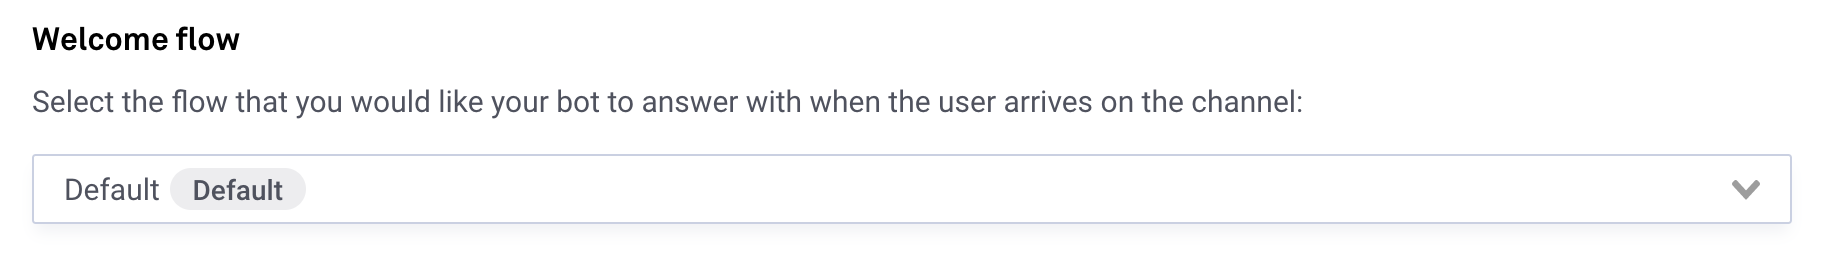 Welcome flow
Select the flow that you would like your bot to answer with when the user arrives on the channel:
Default Default